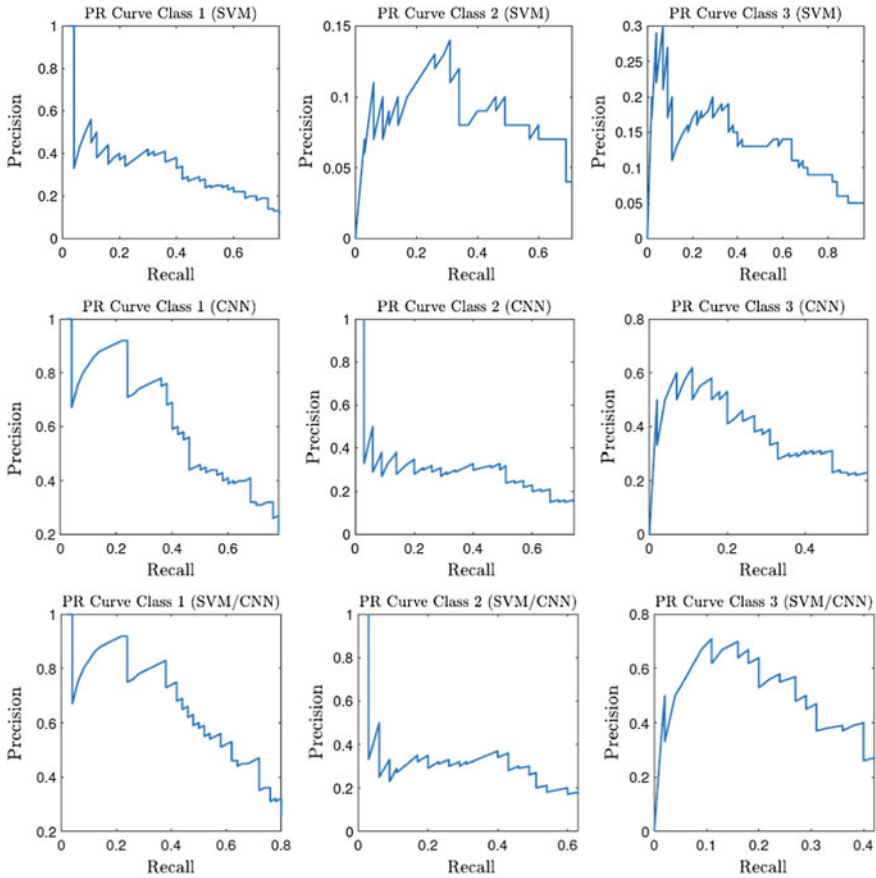 PR Curve Class 1 (SVM)
Precision
1
0.8
0.6
0.4
0.2
0
0 0.2 0.4 0.6
Recall
PR Curve Class 2 (SVM)
Precision
0.15
0.1
0.05
0
0 0.2 0.4 0.6
Recall
PR Curve Class 3 (SVM)
Precision
0.3
0.25
0.2
0.15
0.1
0.05
0
0 0.2 0.4 0.6 0.8
Recall
PR Curve Class 1 (CNN)
Precision
1
0.8
0.6
0.4
0.2
0 0.2 0.4 0.6
Recall
PR Curve Class 2 (CNN)
Precision
1
0.8
0.6
0.4
0.2
0
0 0.2 0.4 0.6
Recall
PR Curve Class 3 (CNN)
Precision
0.8
0.6
0.4
0.2
0
0 0.2 0.4
Recall
PR Curve Class 1 (SVM/CNN)
Precision
1
0.8
0.6
0.4
0.2
0 0.2 0.4 0.6 0.8
Recall
PR Curve Class 2 (SVM/CNN)
Precision
1
0.8
0.6
0.4
0.2
0
0 0.2 0.4 0.6
Recall
PR Curve Class 3 (SVM/CNN)
Precision
0.8
0.6
0.4
0.2
0
0 0.1 0.2 0.3 0.4
Recall